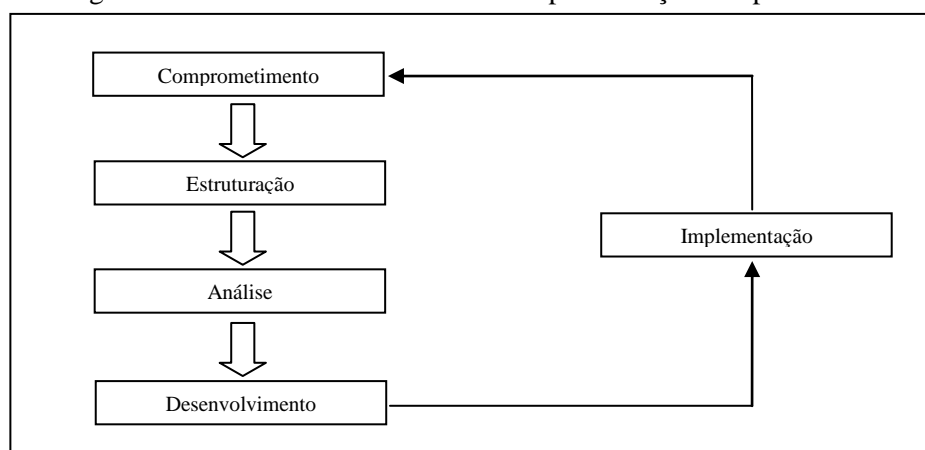 Comprometimento
Estruturação
Análise
Desenvolvimento
Implementação